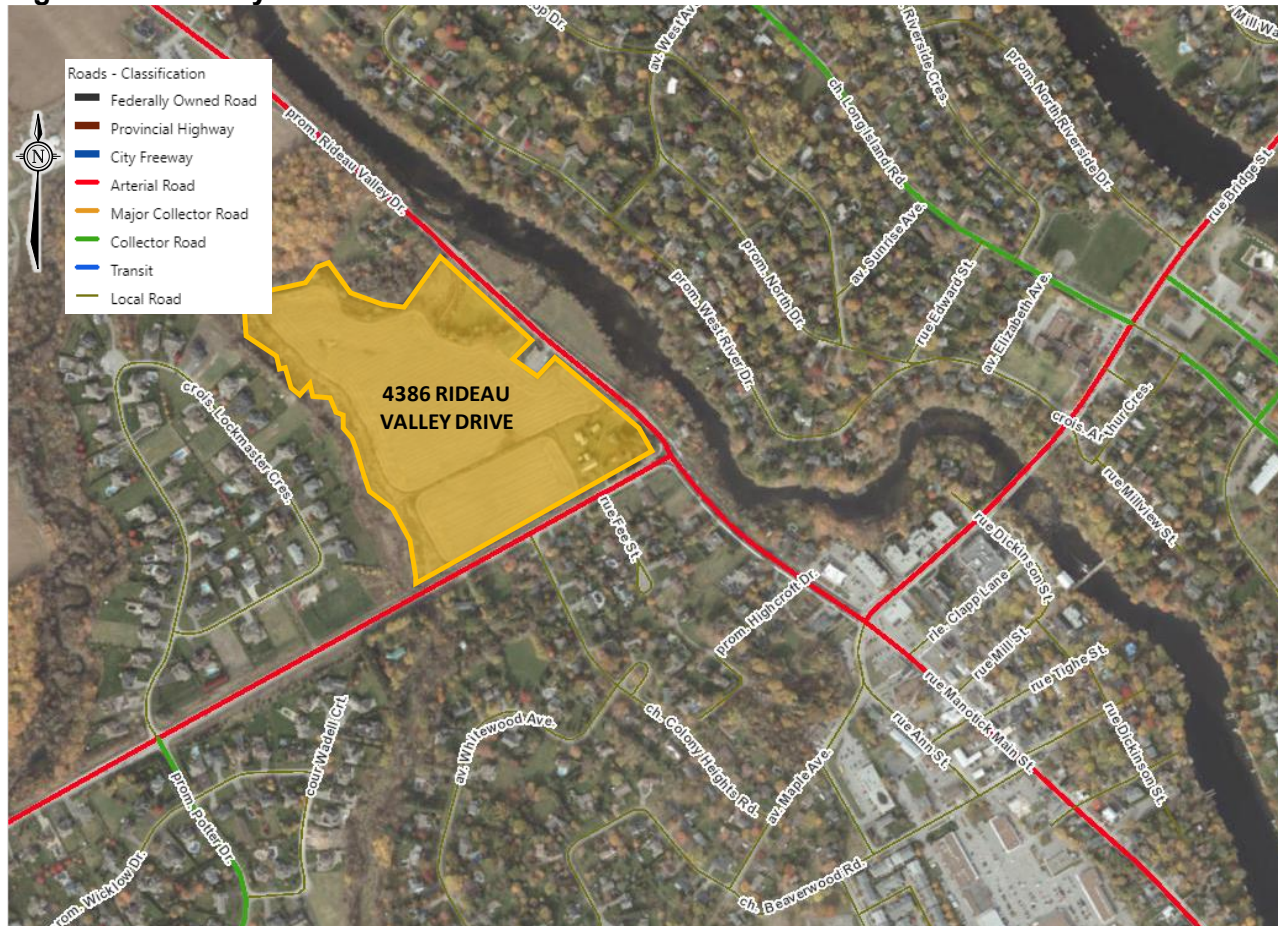 Roads - Classification
Federally Owned Road
Provincial Highway
City Freeway
Arterial Road
Major Collector Road
Collector Road
Transit
Local Road
N
4386 RIDEAU
VALLEY DRIVE
prom. Rideau Valley Dr.
av. West Av
ch. Long Island Rd.
Riverside Cres.
prom. North Riverside Dr.
Mill Wa
rue Bridge St.
av. Sunrise Ave.
prom. North Dr.
rue Edward St.
av. Elizabeth Ave.
prom. West River Dr.
crois. Lockmaster Cres.
crois. Arthur Cres.
rue Millview St.
rue Fee St.
rue Dickinson St.
rle. Clapp Lane
prom. Highcroft Dr.
rue Mill St.
rue Tighe St.
rue Manotick Main St.
rue Ann St.
rue Dickinson St.
cour Wadell Crt.
av. Whitewood Ave.
ch. Colony Heights Rd.
av. Maple Ave.
prom. Potter Dr.
rom. Wicklow Dr.
ch. Beaverwood Rd.